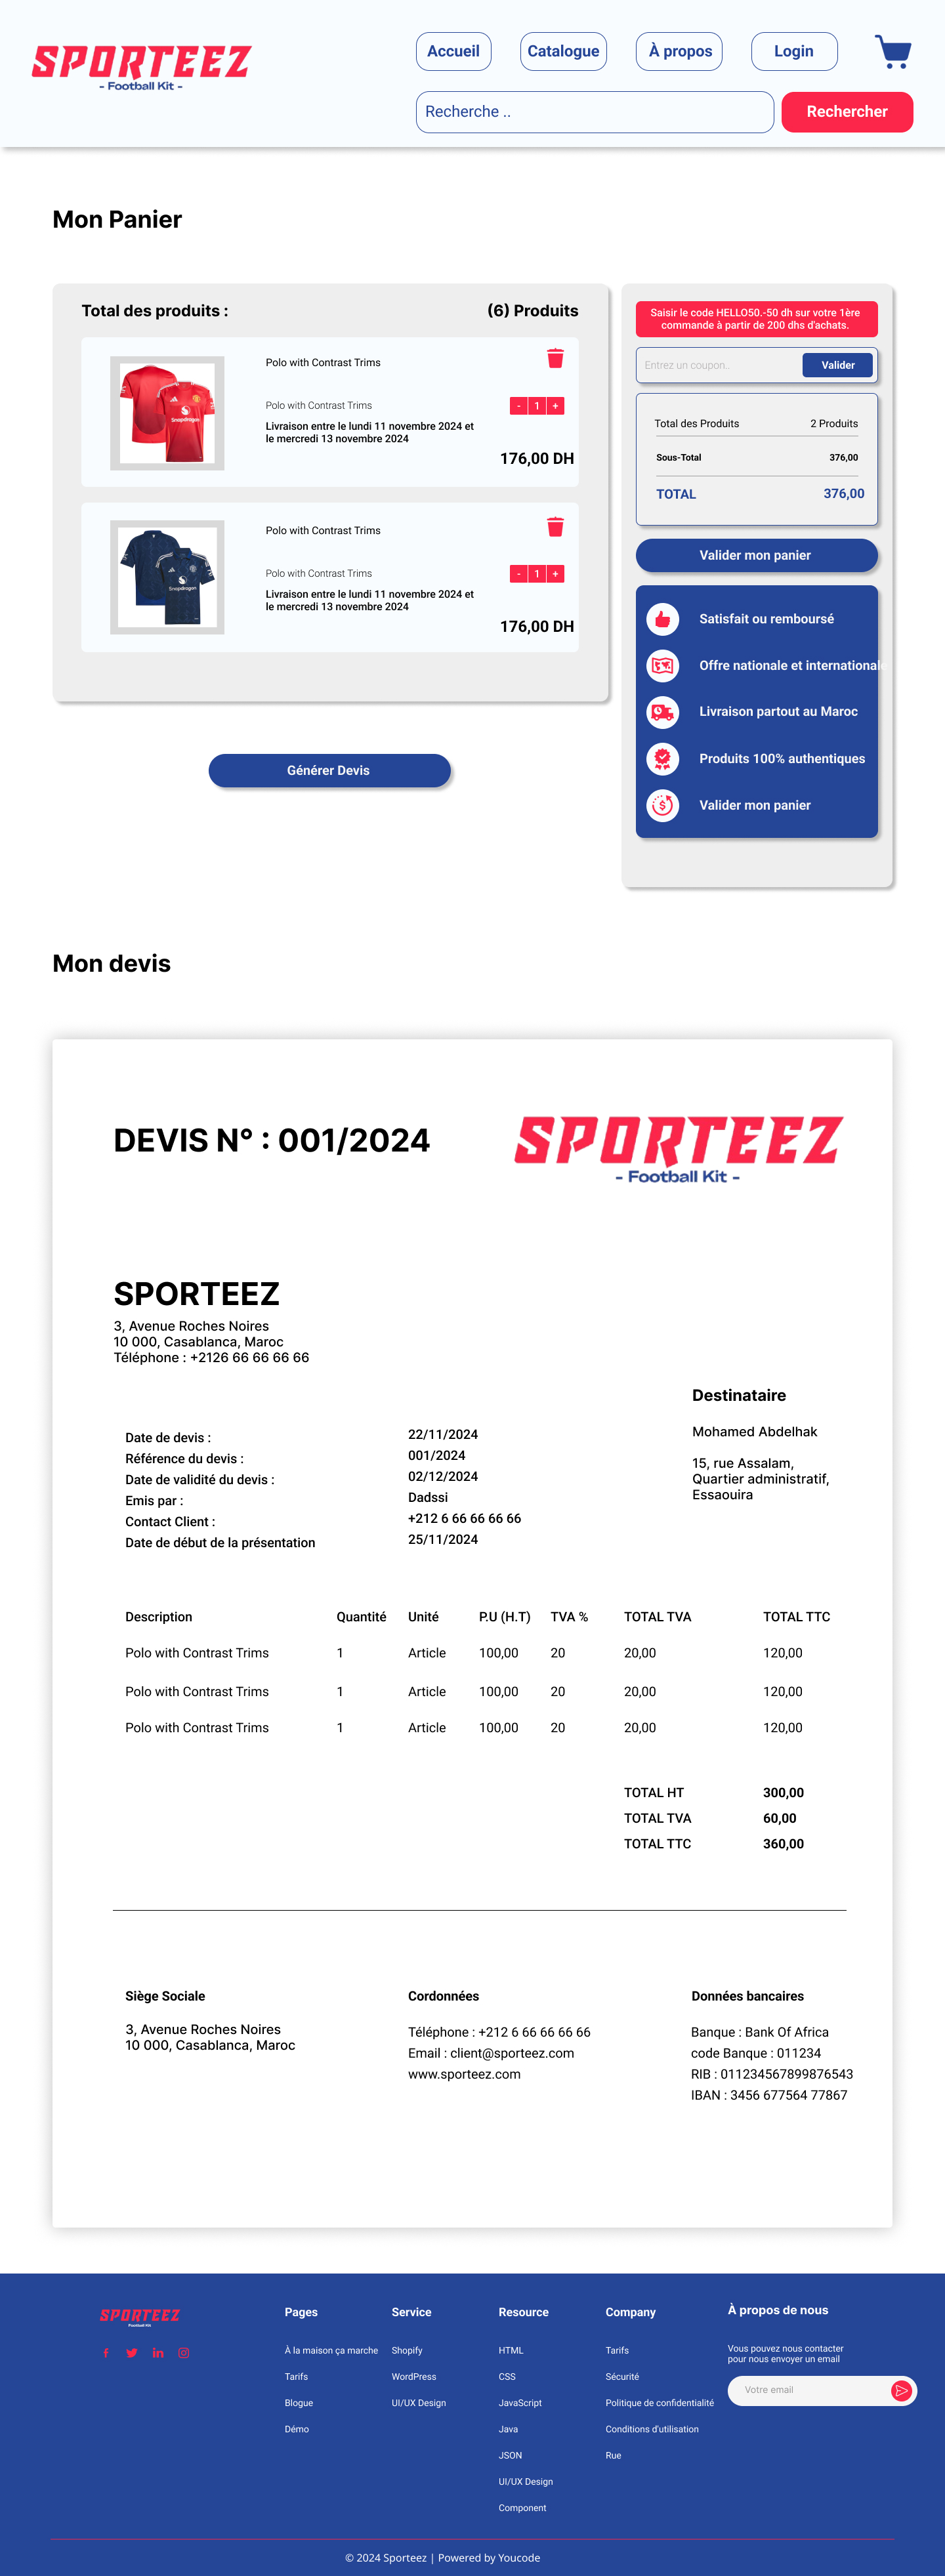 SPORTEEZ
- Football Kit -
Accueil
Catalogue
À propos
Login
Recherche ..
Rechercher
Mon Panier
Total des produits :
(6) Produits
Polo with Contrast Trims
Polo with Contrast Trims
- 1 +
Livraison entre le lundi 11 novembre 2024 et
le mercredi 13 novembre 2024
176,00 DH
Snapdragon
Polo with Contrast Trims
Polo with Contrast Trims
- 1 +
Livraison entre le lundi 11 novembre 2024 et
le mercredi 13 novembre 2024
176,00 DH
Snapdragon
Générer Devis
Saisir le code HELLO50.-50 dh sur votre 1ère
commande à partir de 200 dhs d'achats.
Entrez un coupon..
Valider
Total des Produits 2 Produits
Sous-Total 376,00
TOTAL 376,00
Valider mon panier
Satisfait ou remboursé
Offre nationale et internationale
Livraison partout au Maroc
Produits 100% authentiques
Valider mon panier
Mon devis
DEVIS N° : 001/2024
SPORTEEZ
- Football Kit -
SPORTEEZ
3, Avenue Roches Noires
10 000, Casablanca, Maroc
Téléphone : +2126 66 66 66 66
Destinataire
Mohamed Abdelhak
15, rue Assalam,
Quartier administratif,
Essaouira
Date de devis : 22/11/2024
Référence du devis : 001/2024
Date de validité du devis : 02/12/2024
Emis par : Dadssi
Contact Client : +212 6 66 66 66 66
Date de début de la présentation 25/11/2024
Description Quantité Unité P.U (H.T) TVA % TOTAL TVA TOTAL TTC
Polo with Contrast Trims 1 Article 100,00 20 20,00 120,00
Polo with Contrast Trims 1 Article 100,00 20 20,00 120,00
Polo with Contrast Trims 1 Article 100,00 20 20,00 120,00
TOTAL HT 300,00
TOTAL TVA 60,00
TOTAL TTC 360,00
Siège Sociale
3, Avenue Roches Noires
10 000, Casablanca, Maroc
Cordonnées
Téléphone : +212 6 66 66 66 66
Email : client@sporteez.com
www.sporteez.com
Données bancaires
Banque : Bank Of Africa
code Banque : 011234
RIB : 011234567899876543
IBAN : 3456 677564 77867
SPORTEEZ
Football Kit
Pages
À la maison ça marche
Tarifs
Blogue
Démo
Service
Shopify
WordPress
UI/UX Design
Resource
HTML
CSS
JavaScript
Java
JSON
UI/UX Design
Component
Company
Tarifs
Sécurité
Politique de confidentialité
Conditions d'utilisation
Rue
À propos de nous
Vous pouvez nous contacter
pour nous envoyer un email
Votre email
© 2024 Sporteez | Powered by Youcode